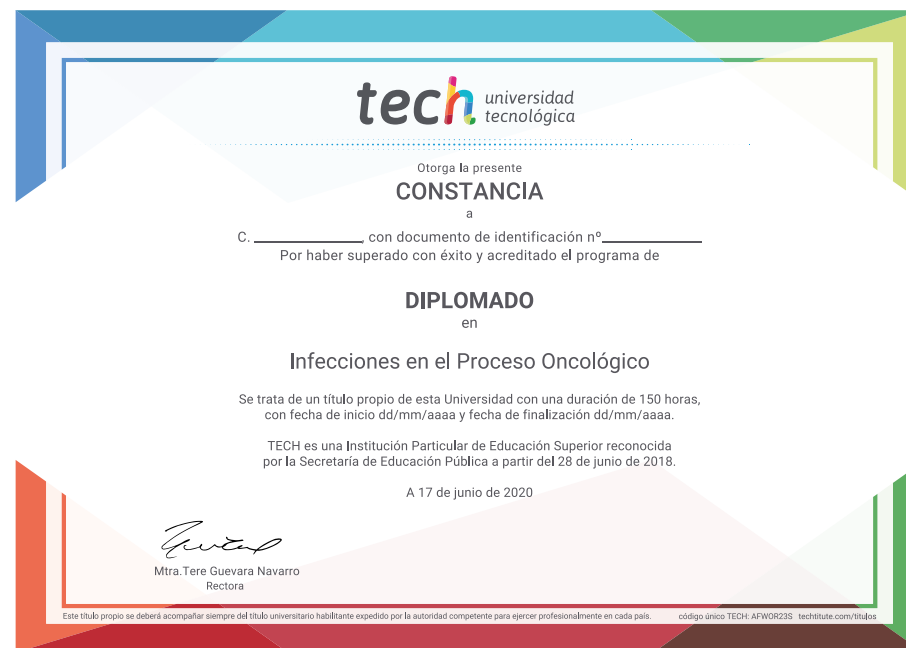 tech universidad
tecnológica
Otorga la presente
CONSTANCIA
a
C. ____________, con documento de identificación nº____________
Por haber superado con éxito y acreditado el programa de
DIPLOMADO
en
Infecciones en el Proceso Oncológico
Se trata de un título propio de esta Universidad con una duración de 150 horas,
con fecha de inicio dd/mm/aaaa y fecha de finalización dd/mm/aaaa.
TECH es una Institución Particular de Educación Superior reconocida
por la Secretaría de Educación Pública a partir del 28 de junio de 2018.
A 17 de junio de 2020
Mtra.Tere Guevara Navarro
Rectora
Este título propio se deberá acompañar siempre del título universitario habilitante expedido por la autoridad competente para ejercer profesionalmente en cada país. código único TECH: AFWOR23S techtitute.com/titulos